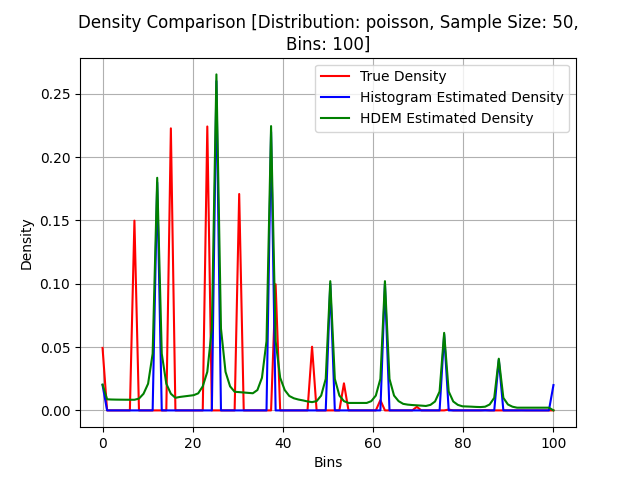 Density Comparison [Distribution: poisson, Sample Size: 50,
Bins: 100]
True Density
Histogram Estimated Density
HDEM Estimated Density
Density
0.25
0.20
0.15
0.10
0.05
0.00
0 20 40 60 80 100
Bins